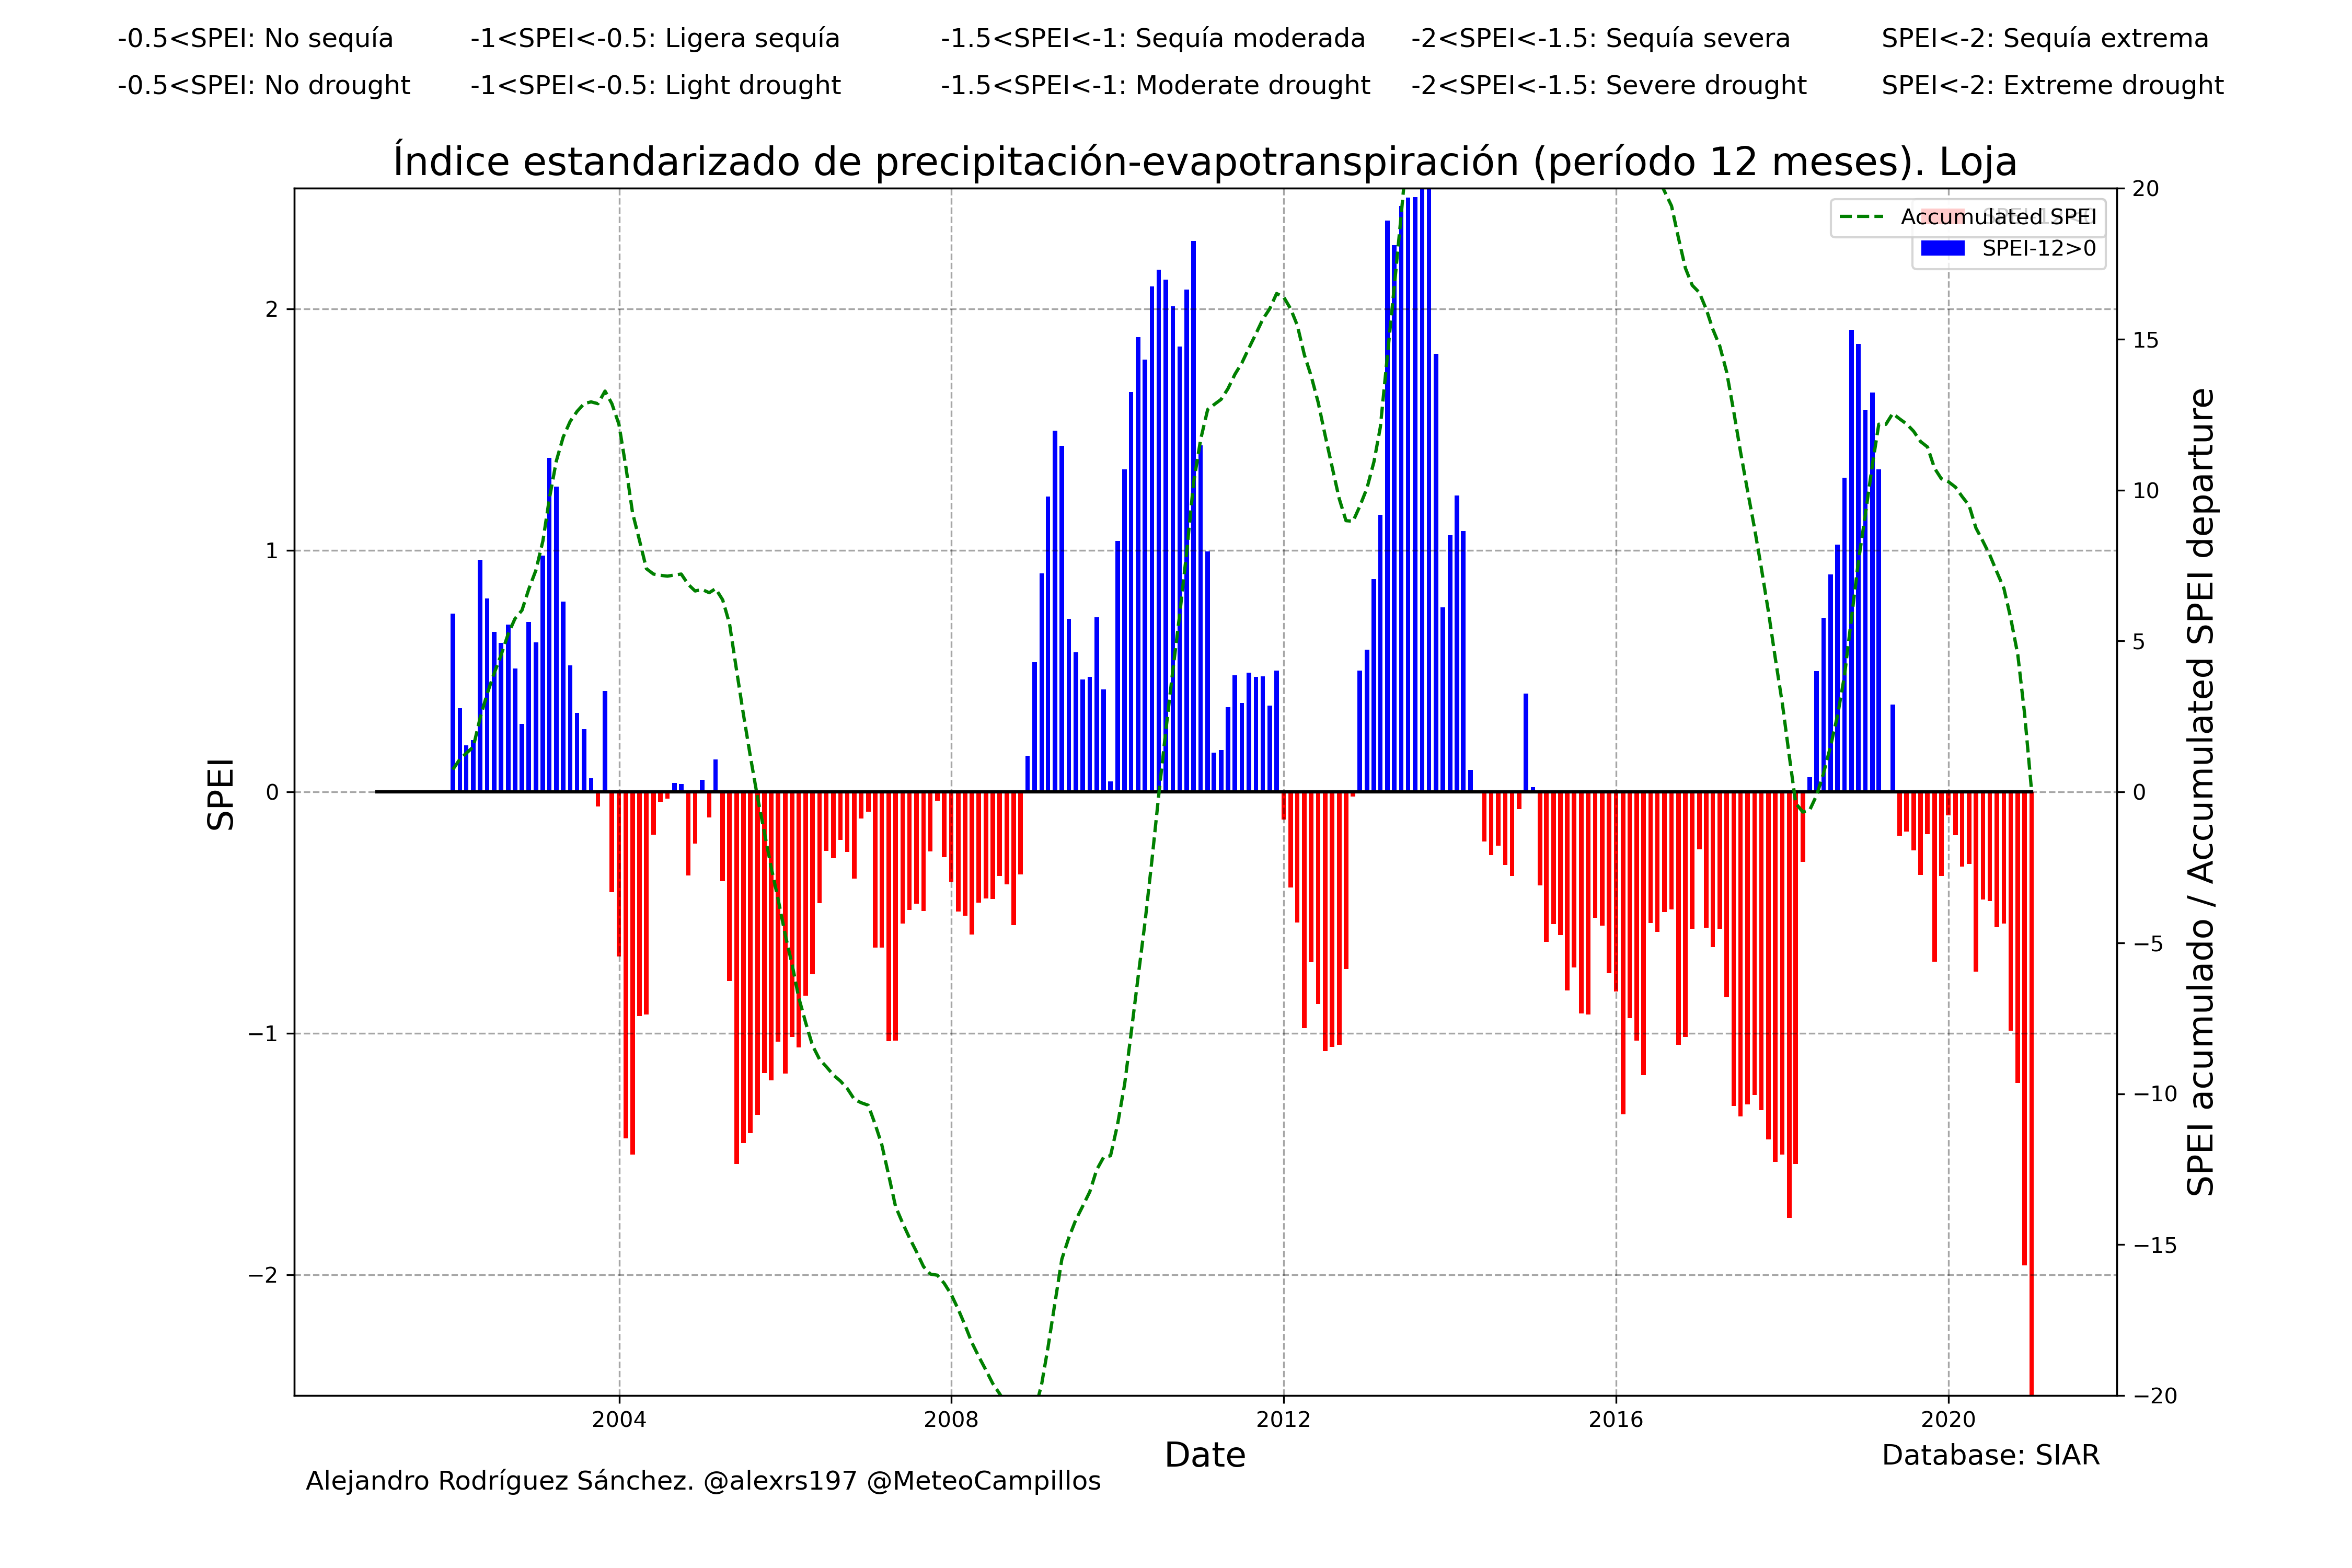 -0.5<SPEI: No sequía -1<SPEI<-0.5: Ligera sequía -1.5<SPEI<-1: Sequía moderada -2<SPEI<-1.5: Sequía severa SPEI<-2: Sequía extrema
-0.5<SPEI: No drought -1<SPEI<-0.5: Light drought -1.5<SPEI<-1: Moderate drought -2<SPEI<-1.5: Severe drought SPEI<-2: Extreme drought
Índice estandarizado de precipitación-evapotranspiración (período 12 meses). Loja
Accumulated SPEI
SPEI-12>0
SPEI
2
1
0
−1
−2
20
15
10
5
0
−5
−10
−15
−20
SPEI acumulado / Accumulated SPEI departure
2004 2008 2012 2016 2020
Date
Database: SIAR
Alejandro Rodríguez Sánchez. @alexrs197 @MeteoCampillos